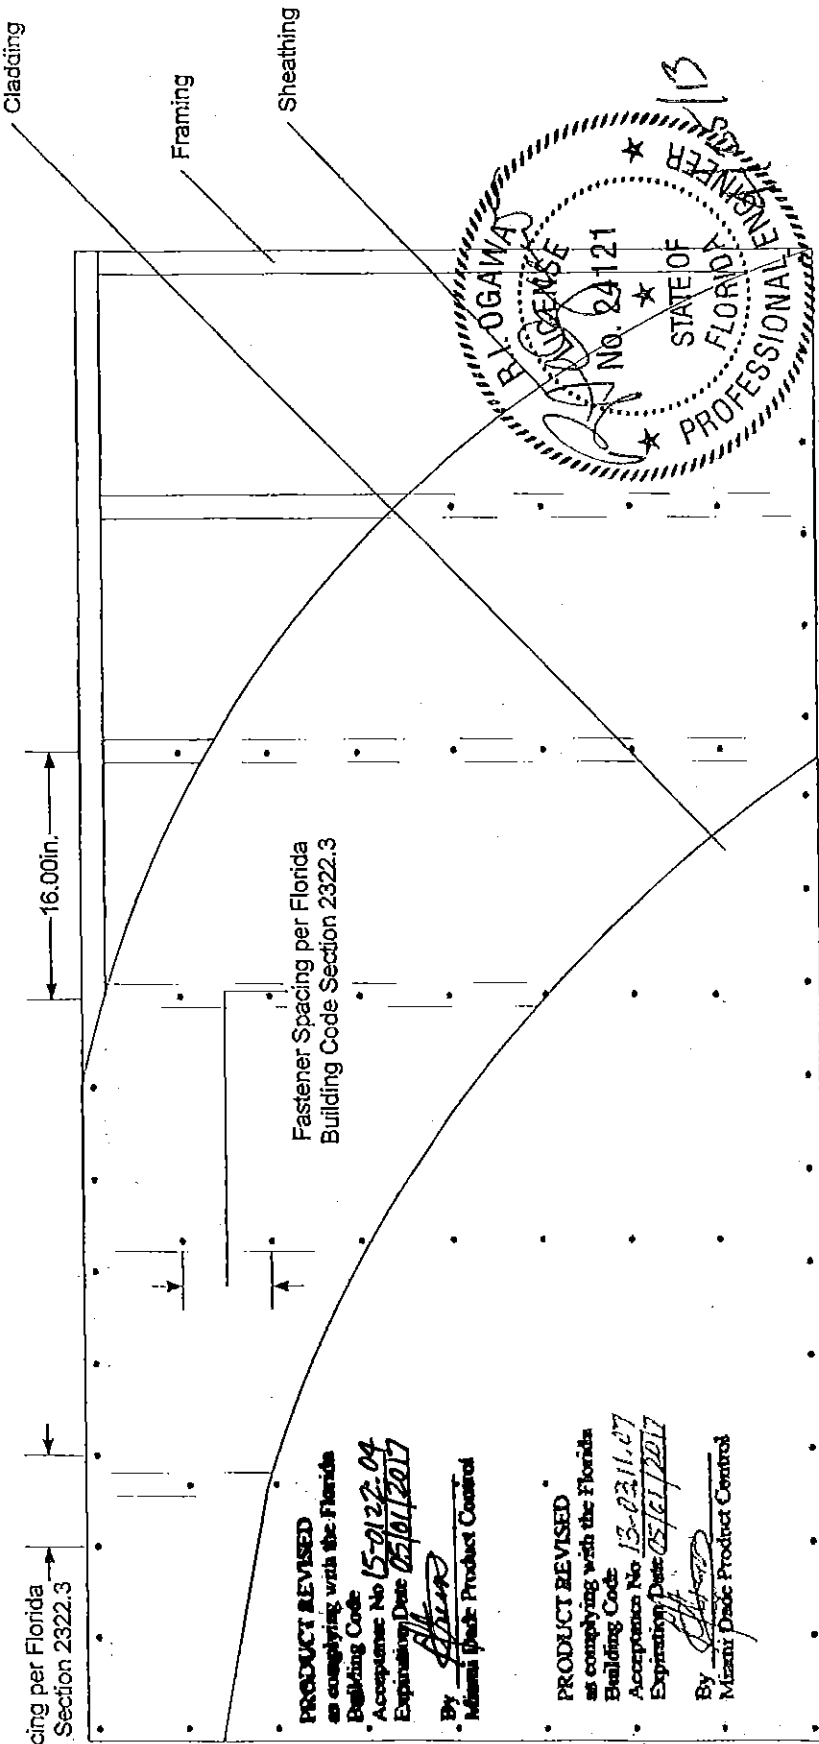 Cladding
Framing
Sheathing
16.00in.
Fastener Spacing per Florida
Building Code Section 2322.3
cing per Florida
Section 2322.3
PRODUCT REVISED
as complying with the Florida
Building Code
Acceptance No 15-0122.04
Expiration Date 05/01/2017
By
Miami Dade Product Control
PRODUCT REVISED
as complying with the Florida
Building Code
Acceptance No 13-0311.07
Expiration Date 05/01/2017
By
Miami Dade Product Control
B.I. OGAWA
LICENSE
No. 24121
STATE OF
FLORIDA
PROFESSIONAL ENGINEER